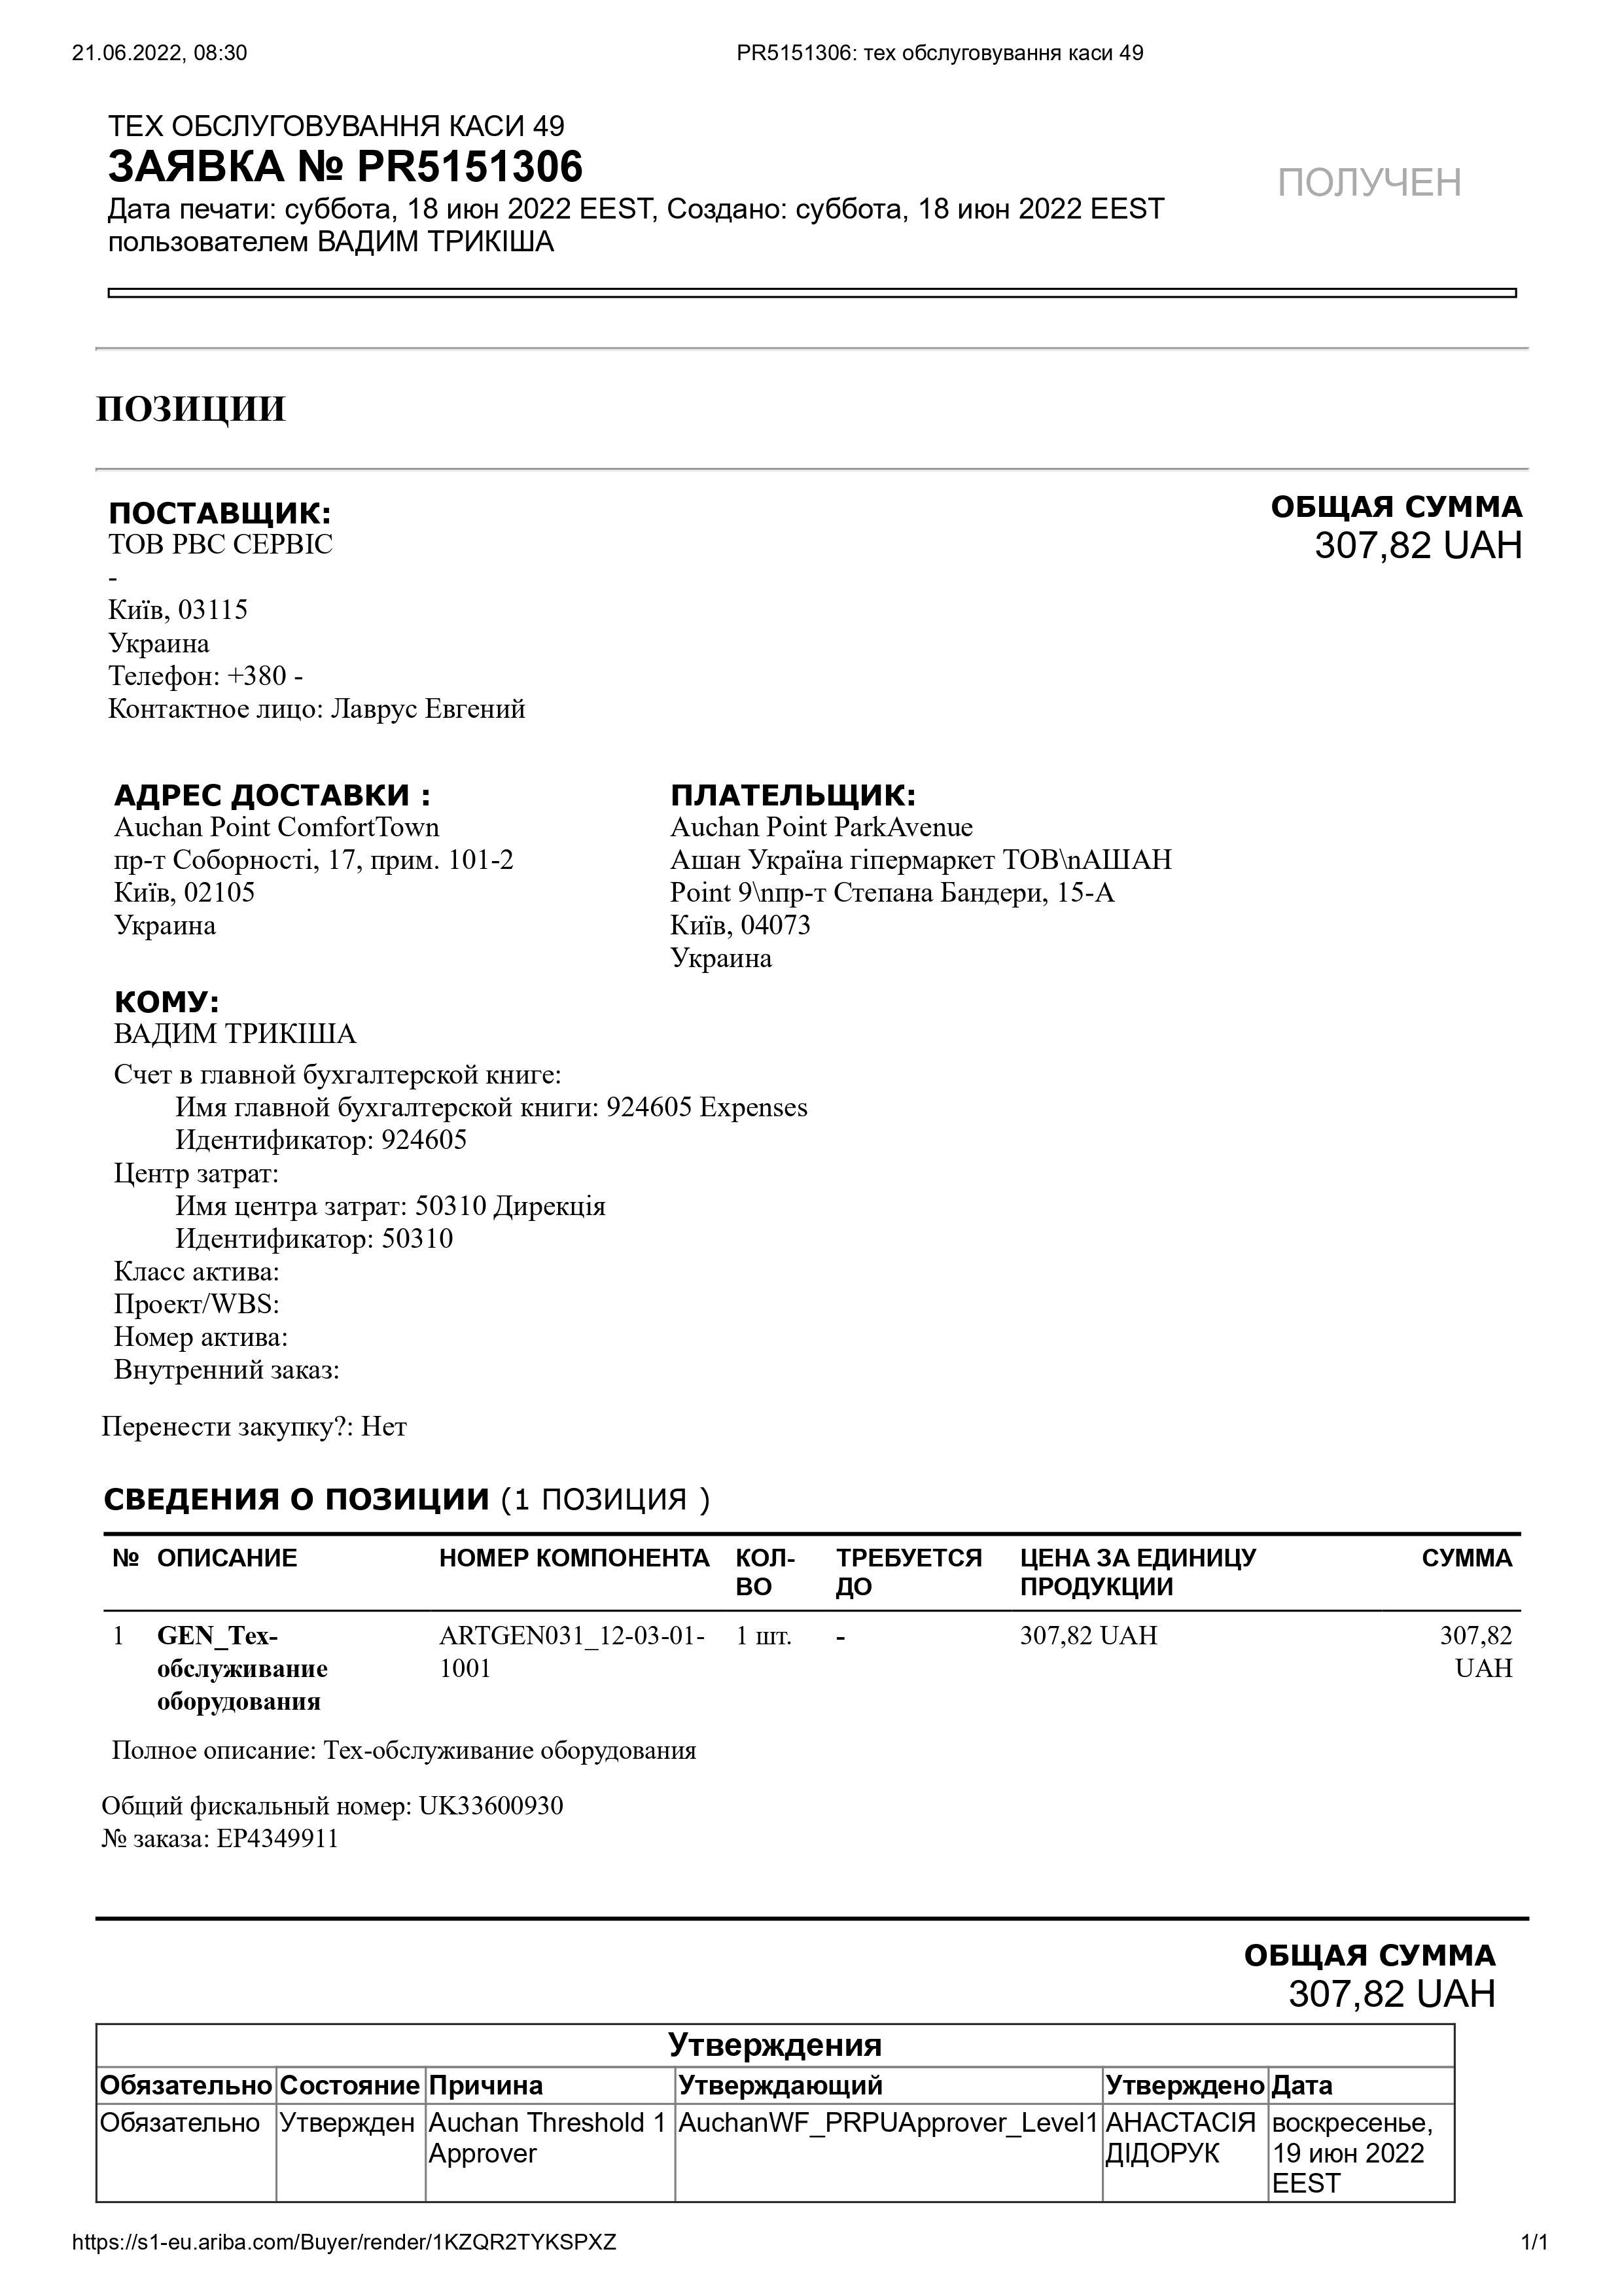 21.06.2022, 08:30
PR5151306: тех обслуговування каси 49
ТЕХ ОБСЛУГОВУВАННЯ КАСИ 49
ЗАЯВКА № PR5151306
ПОЛУЧЕН
Дата печати: суббота, 18 июн 2022 EEST, Создано: суббота, 18 июн 2022 EEST
пользователем ВАДИМ ТРИКІША
ПОЗИЦИИ
ПОСТАВЩИК:
ТОВ РВС СЕРВІС
-
Київ, 03115
Украина
Телефон: +380 -
Контактное лицо: Лаврус Евгений
ОБЩАЯ СУММА
307,82 UAH
АДРЕС ДОСТАВКИ :
Auchan Point ComfortTown
пр-т Соборності, 17, прим. 101-2
Київ, 02105
Украина
ПЛАТЕЛЬЩИК:
Auchan Point ParkAvenue
Ашан Україна гіпермаркет ТОВ\nАШАН
Point 9\nпр-т Степана Бандери, 15-А
Київ, 04073
Украина
КОМУ:
ВАДИМ ТРИКІША
Счет в главной бухгалтерской книге:
Имя главной бухгалтерской книги: 924605 Expenses
Идентификатор: 924605
Центр затрат:
Имя центра затрат: 50310 Дирекція
Идентификатор: 50310
Класс актива:
Проект/WBS:
Номер актива:
Внутренний заказ:
Перенести закупку?: Нет
СВЕДЕНИЯ О ПОЗИЦИИ (1 ПОЗИЦИЯ )
№ ОПИСАНИЕ НОМЕР КОМПОНЕНТА КОЛ- ТРЕБУЕТСЯ ЦЕНА ЗА ЕДИНИЦУ СУММА
ВО ДО ПРОДУКЦИИ
1 GEN_Тех- ARTGEN031_12-03-01- 1 шт. - 307,82 UAH 307,82
обслуживание 1001 UAH
оборудования
Полное описание: Тех-обслуживание оборудования
Общий фискальный номер: UK33600930
№ заказа: EP4349911
ОБЩАЯ СУММА
307,82 UAH
Утверждения
Обязательно Состояние Причина Утверждающий Утверждено Дата
Обязательно Утвержден Auchan Threshold 1 AuchanWF_PRPUApprover_Level1 АНАСТАСІЯ воскресенье,
Approver ДІДОРУК 19 июн 2022
EEST
https://s1-eu.ariba.com/Buyer/render/1KZQR2TYKSPXZ
1/1